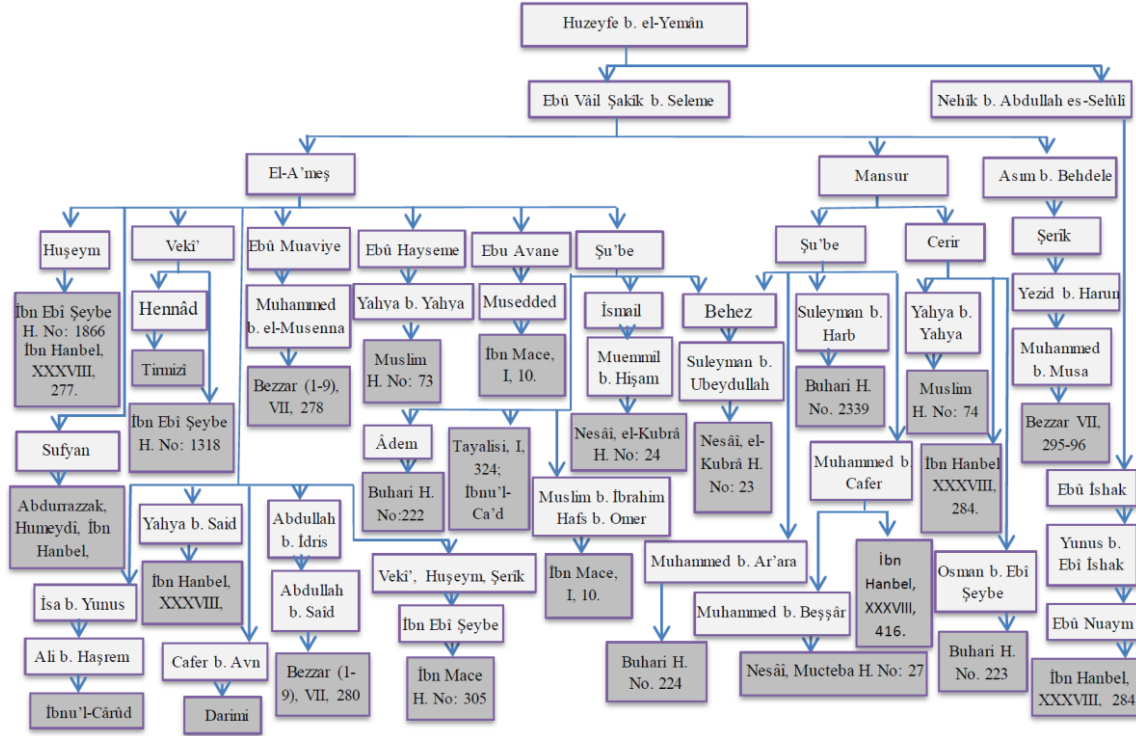 Huzeyfe b. el-Yemân
Ebû Vâil Şakîk b. Seleme
Nehîk b. Abdullah es-Selûlî
El-A’meş
Mansur
Asım b. Behdele
Huşeym
Vekî’
Ebû Muaviye
Ebû Hayseme
Ebu Avane
Şu’be
Şu’be
Cerir
Şerîk
İbn Ebî Şeybe
H. No: 1866
İbn Hanbel,
XXXVIII,
277.
Hennâd
Tirmizî
İbn Ebî Şeybe
H. No: 1318
Muhammed
b. el-Musenna
Bezzar (1-9),
VII, 278
Yahya b. Yahya
Muslim
H. No: 73
Musedded
İbn Mace,
I, 10.
İsmail
Muemmil
b. Hişam
Nesâi, el-Kubrâ
H. No: 24
Behez
Suleyman b.
Ubeydullah
Nesâi, el-
Kubrâ H.
No: 23
Suleyman b.
Harb
Buhari H.
No. 2339
Yahya b.
Yahya
Muslim
H. No: 74
Yezid b. Harun
Muhammed
b. Musa
Bezzar VII,
295-96
Sufyan
Abdurrazzak,
Humeydî, İbn
Hanbel,
Âdem
Buhari H.
No:222
Tayalisi, I,
324;
İbnu’l-
Ca’d
Muslim b. İbrahim
Hafs b. Omer
İbn Mace,
I, 10.
Muhammed b.
Cafer
İbn Hanbel
XXXVIII,
284.
Ebû İshak
Yunus b.
Ebî İshak
Ebû Nuaym
İbn Hanbel,
XXXVIII, 284
İsa b. Yunus
Ali b. Haşrem
İbnu’l-Cârûd
Yahya b. Said
İbn Hanbel,
XXXVIII,
Cafer b. Avn
Darimi
Abdullah
b. İdris
Abdullah
b. Said
Bezzar (1-
9), VII, 280
Vekî’, Huşeym, Şerîk
İbn Ebî Şeybe
İbn Mace
H. No: 305
Muhammed b. Ar’ara
Buhari H.
No. 224
Muhammed b. Beşşâr
Nesâi, Mucteba H. No: 27
İbn
Hanbel,
XXXVIII,
416.
Osman b. Ebî
Şeybe
Buhari H.
No. 223